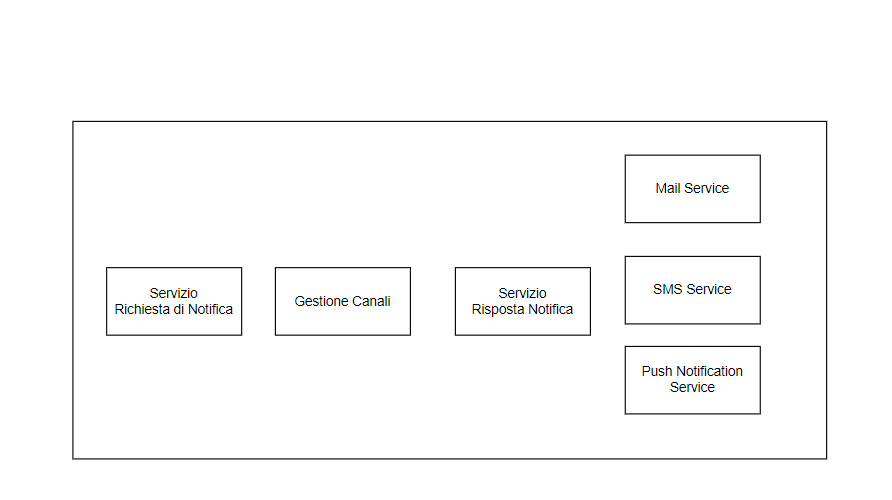 Mail Service
Servizio
Richiesta di Notifica
Gestione Canali
Servizio
Risposta Notifica
SMS Service
Push Notification
Service